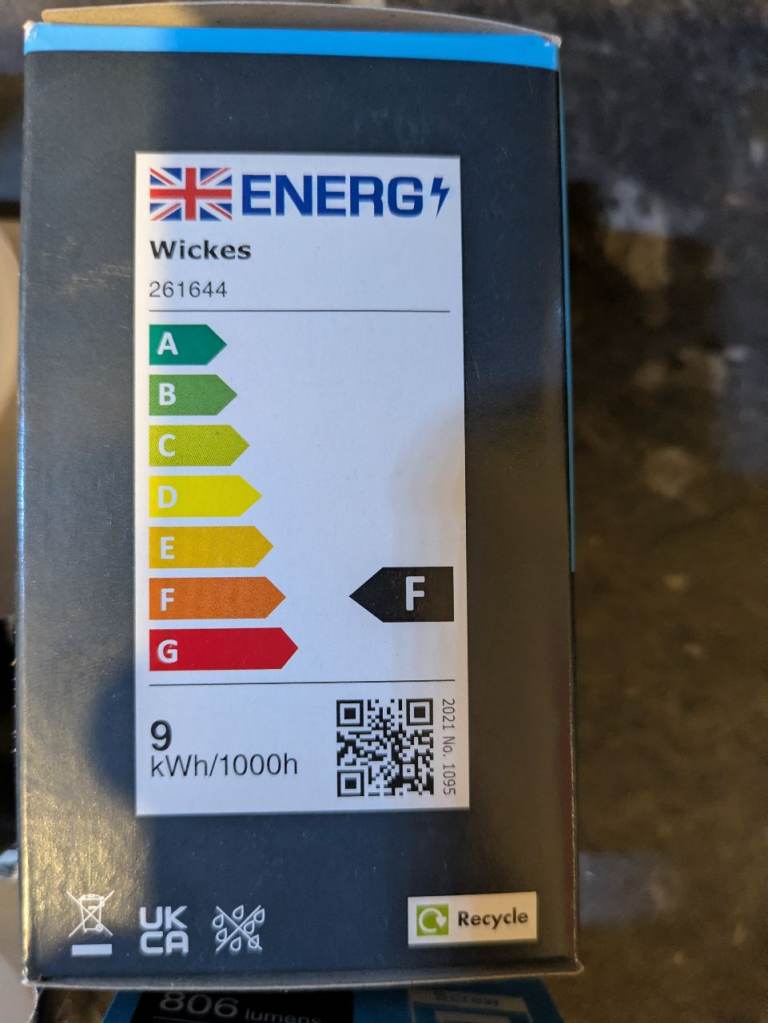 ENERG
Wickes
261644
A
B
C
D
E
F
F
G
9
kWh/1000h
2021 No. 1095
UK
CA
Recycle
806 lumens